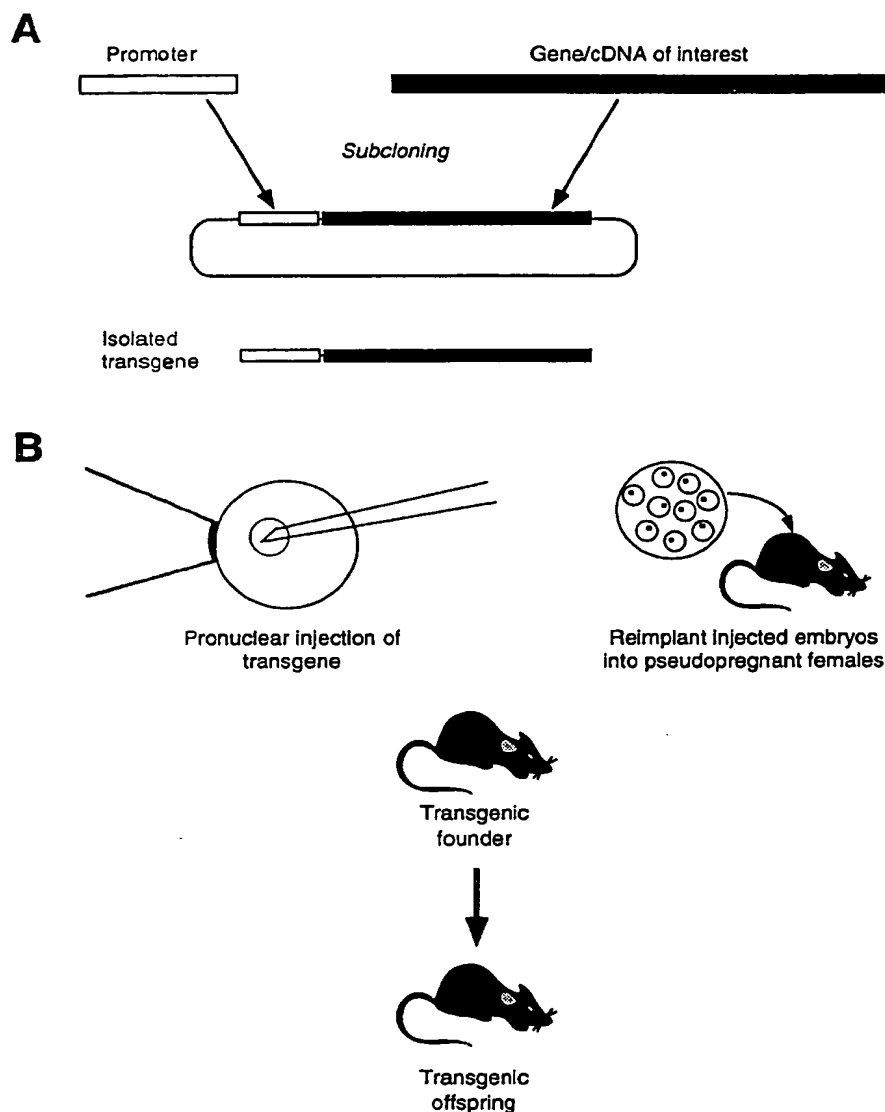 A
Promoter
Gene/cDNA of interest
Subcloning
Isolated
transgene
B
Pronuclear injection of
transgene
Reimplant injected embryos
into pseudopregnant females
Transgenic
founder
Transgenic
offspring